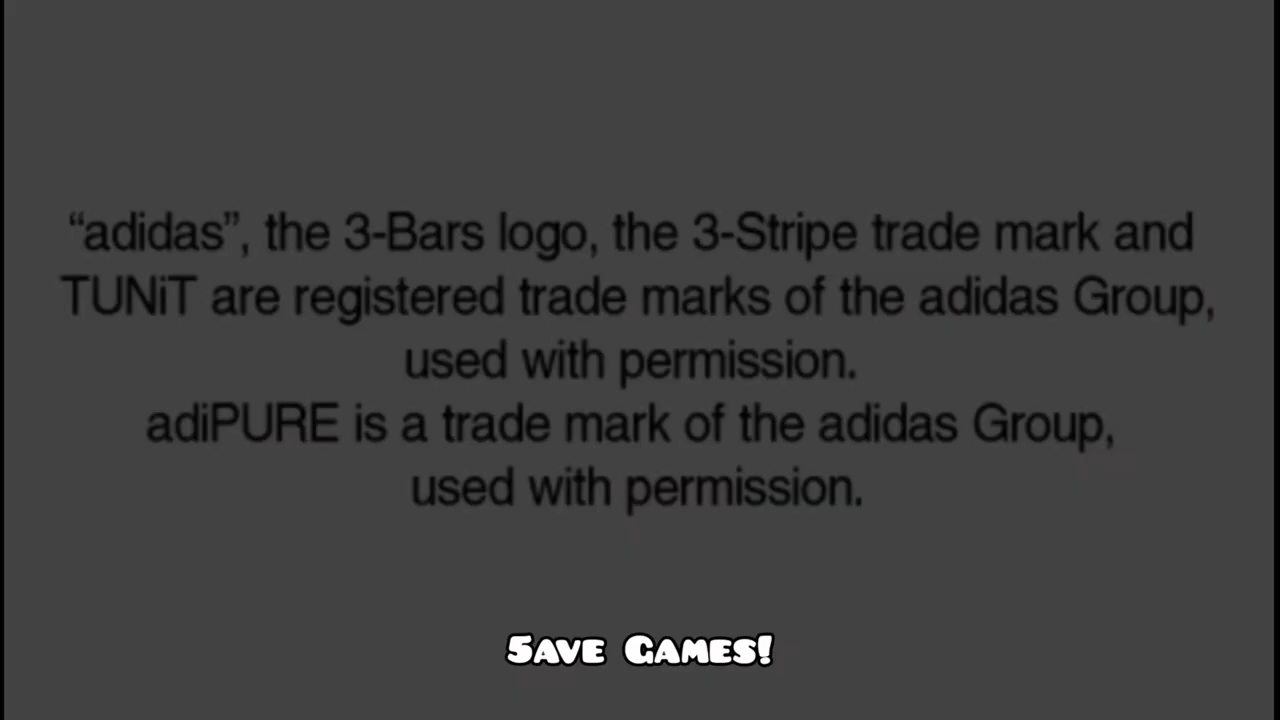 “adidas”, the 3-Bars logo, the 3-Stripe trade mark and
TUNiT are registered trade marks of the adidas Group,
used with permission.
adiPURE is a trade mark of the adidas Group,
used with permission.
5ave Games!